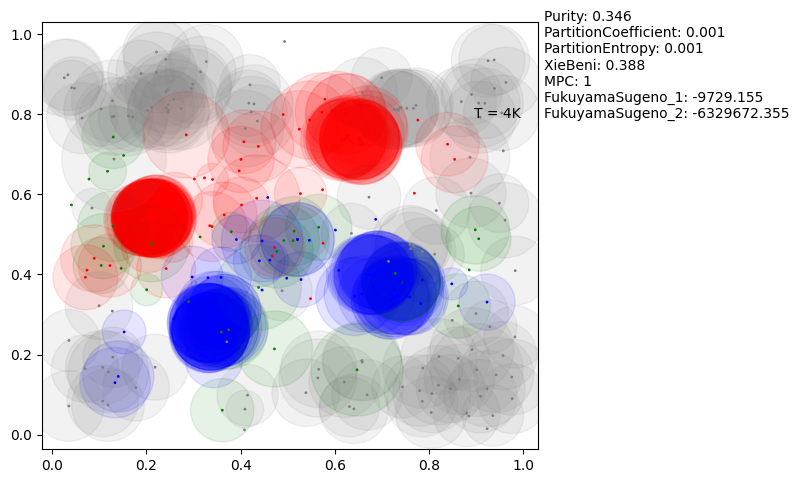 Purity: 0.346
PartitionCoefficient: 0.001
PartitionEntropy: 0.001
XieBeni: 0.388
MPC: 1
FukuyamaSugeno_1: -9729.155
FukuyamaSugeno_2: -6329672.355
T = 4K
1.0
0.8
0.6
0.4
0.2
0.0
0.0 0.2 0.4 0.6 0.8 1.0